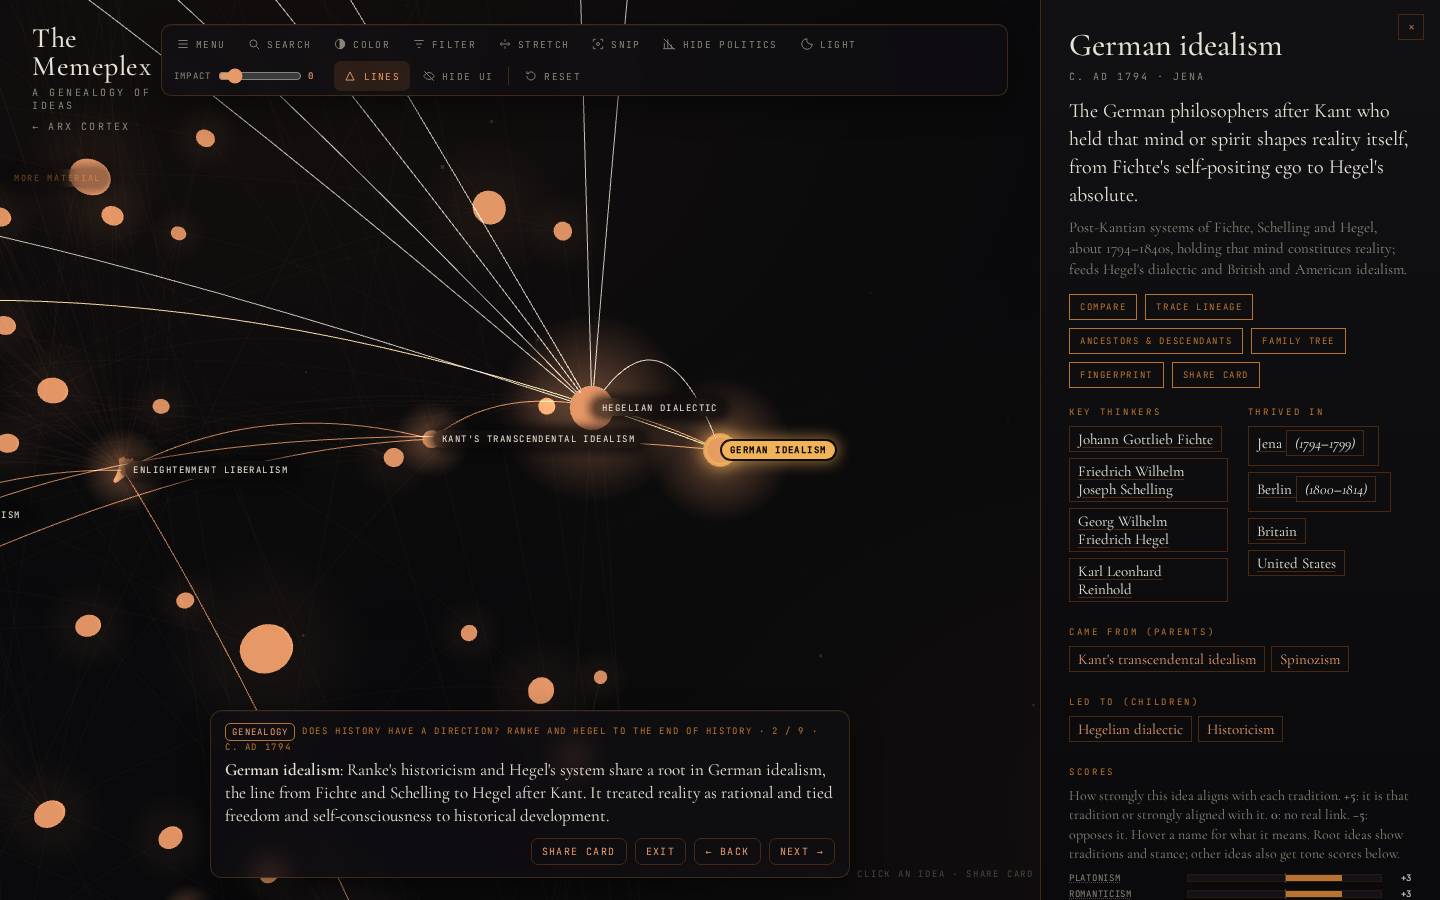 The
Memeplex
A GENEALOGY OF
IDEAS
← ARX CORTEX
MENU
SEARCH
COLOR
FILTER
STRETCH
SNIP
HIDE POLITICS
LIGHT
IMPACT
0
LINES
HIDE UI
RESET
MORE MATERIAL
HEGELIAN DIALECTIC
KANT'S TRANSCENDENTAL IDEALISM
GERMAN IDEALISM
ENLIGHTENMENT LIBERALISM
ISM
GENEALOGY DOES HISTORY HAVE A DIRECTION? RANKE AND HEGEL TO THE END OF HISTORY · 2 / 9 ·
C. AD 1794
German idealism: Ranke's historicism and Hegel's system share a root in German idealism,
the line from Fichte and Schelling to Hegel after Kant. It treated reality as rational and tied
freedom and self-consciousness to historical development.
SHARE CARD
EXIT
← BACK
NEXT →
CLICK AN IDEA · SHARE CARD
×
German idealism
C. AD 1794 · JENA
The German philosophers after Kant who
held that mind or spirit shapes reality itself,
from Fichte's self-positing ego to Hegel's
absolute.
Post-Kantian systems of Fichte, Schelling and Hegel,
about 1794–1840s, holding that mind constitutes reality;
feeds Hegel's dialectic and British and American idealism.
COMPARE
TRACE LINEAGE
ANCESTORS & DESCENDANTS
FAMILY TREE
FINGERPRINT
SHARE CARD
KEY THINKERS
Johann Gottlieb Fichte
Friedrich Wilhelm
Joseph Schelling
Georg Wilhelm
Friedrich Hegel
Karl Leonhard
Reinhold
THRIVED IN
Jena (1794–1799)
Berlin (1800–1814)
Britain
United States
CAME FROM (PARENTS)
Kant's transcendental idealism
Spinozism
LED TO (CHILDREN)
Hegelian dialectic
Historicism
SCORES
How strongly this idea aligns with each tradition. +5: it is that
tradition or strongly aligned with it. 0: no real link. −5:
opposes it. Hover a name for what it means. Root ideas show
traditions and stance; other ideas also get tone scores below.
PLATONISM +3
ROMANTICISM +3